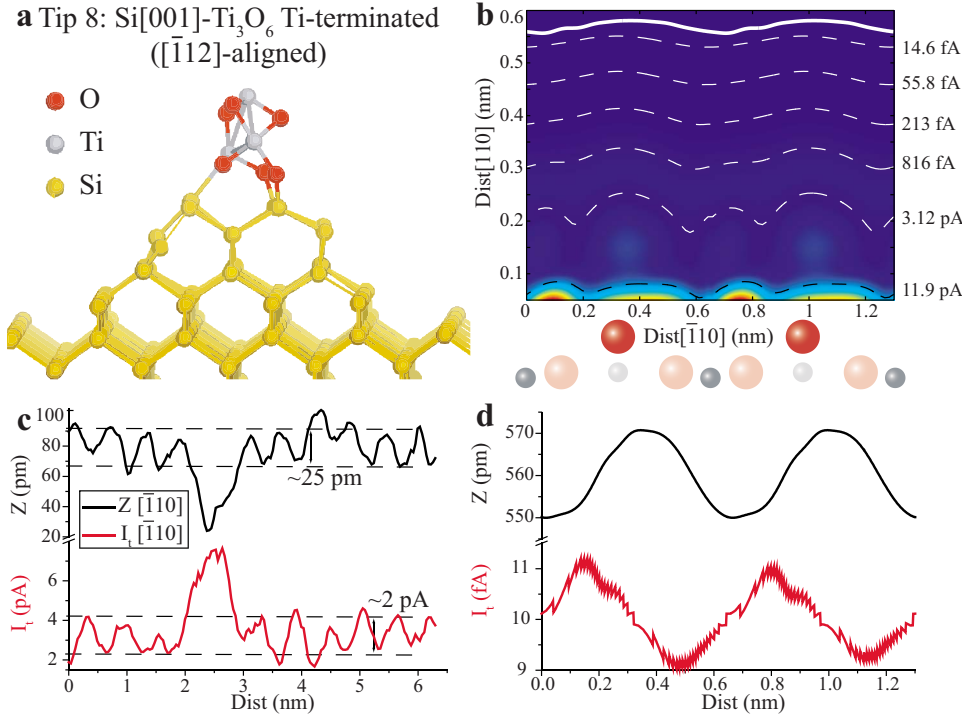 a Tip 8: Si[001]-Ti₃O₆ Ti-terminated
([1̅12]-aligned)
O
Ti
Si
b
Dist[110] (nm)
0.6
0.5
0.4
0.3
0.2
0.1
14.6 fA
55.8 fA
213 fA
816 fA
3.12 pA
11.9 pA
0 0.2 0.4 0.6 0.8 1 1.2
Dist[1̅10] (nm)
c
Z (pm)
100
80
60
40
20
~25 pm
Z [1̅10]
Iₜ [1̅10]
Iₜ (pA)
6
4
2
~2 pA
0 1 2 3 4 5 6
Dist (nm)
d
Z (pm)
570
560
550
Iₜ (fA)
11
10
9
0.0 0.2 0.4 0.6 0.8 1.0 1.2
Dist (nm)